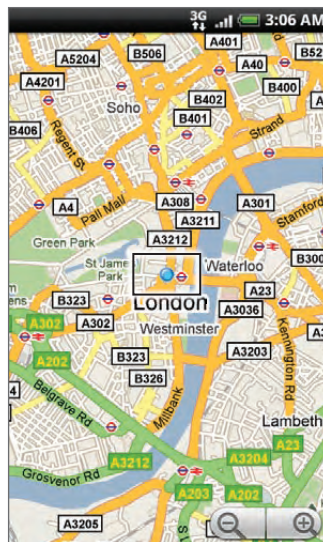 3G 3:06 AM
A401
A5204
B506
B52
A40
A4201
B400
Soho
B402
A
B401
B406
Regent St
Strand
A4
A308
A301
Pall Mall
A3211
Stamford
Green Park
A3212
St James
Park
Waterloo
B300
ens
B323
London
A23
A302
A302
A3036
Westminster
A202
B323
A3203
Kennington Rd
B326
4
Belgrave Rd
Millbank
Lambeth
A23
A3212
A3204
Grosvenor Rd
A203
A202
A3205
S L